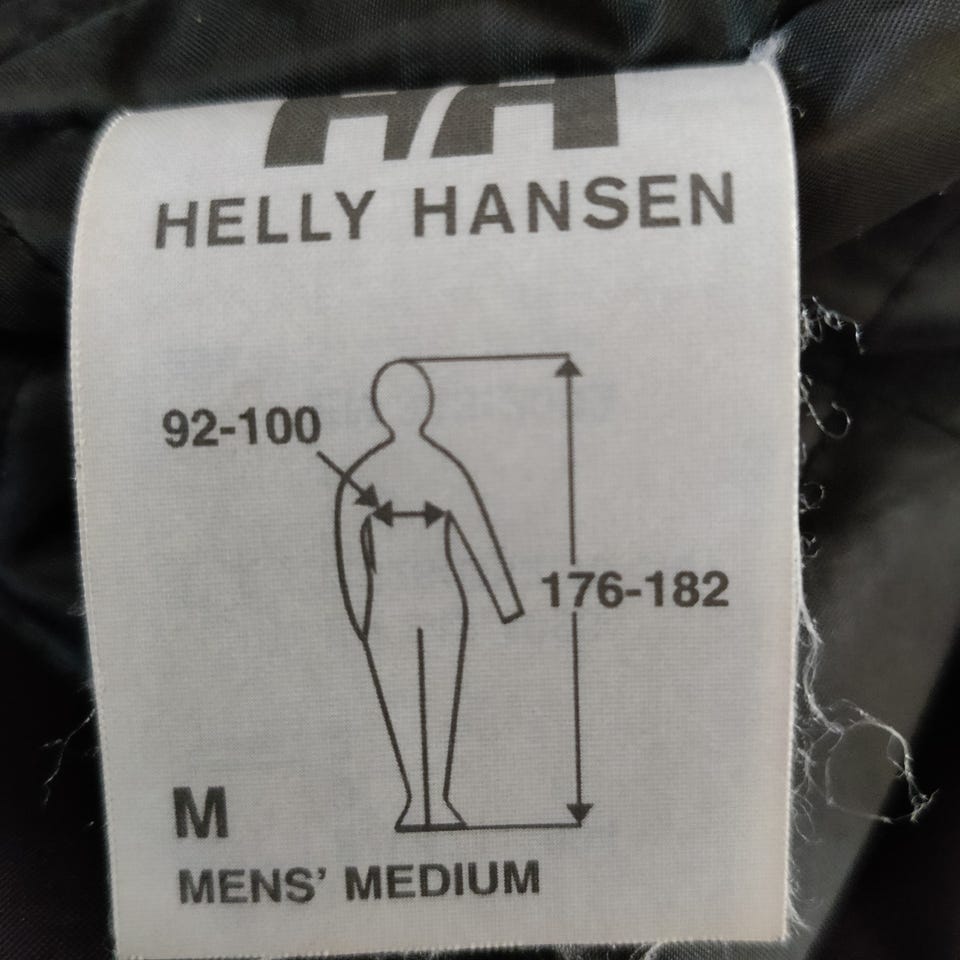 HH
HELLY HANSEN
92-100
176-182
M
MENS' MEDIUM